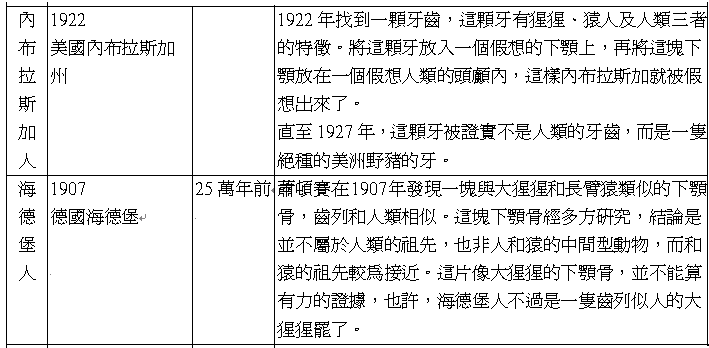 內布拉斯加人
1922
美國內布拉斯加
州
1922 年找到一顆牙齒，這顆牙有猩猩、猿人及人類三者
的特徵。將這顆牙放入一個假想的下顎上，再將這塊下
顎放在一個假想人類的頭顱內，這樣內布拉斯加就被假
想出來了。
直至 1927 年，這顆牙被證實不是人類的牙齒，而是一隻
絕種的美洲野豬的牙。
海德堡人
1907
德國海德堡
25 萬年前
蕭頓賽在1907年發現一塊與大猩猩和長臂猿類似的下顎
骨，齒列和人類相似。這塊下顎骨經多方研究，結論是
並不屬於人類的祖先，也非人和猿的中間型動物，而和
猿的祖先較為接近。這片像大猩猩的下顎骨，並不能算
有力的證據，也許，海德堡人不過是一隻齒列似人的大
猩猩罷了。